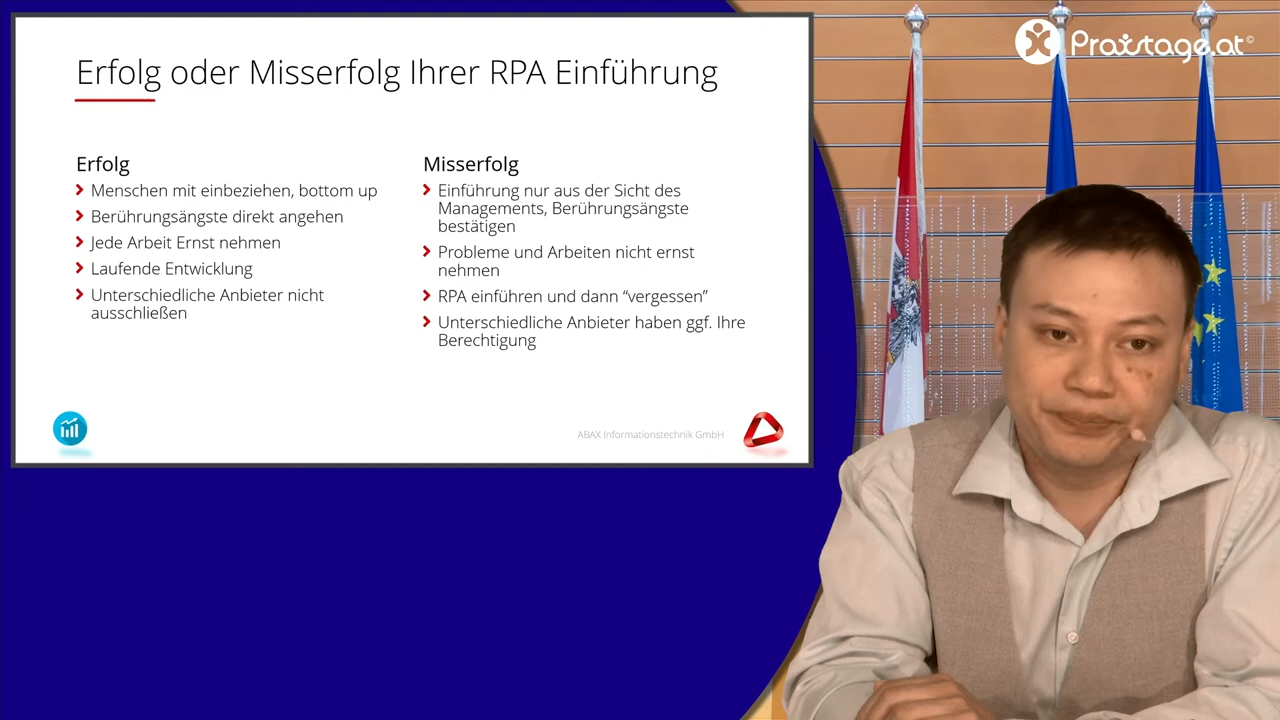 Praxistage.at©
Erfolg oder Misserfolg Ihrer RPA Einführung
Erfolg
Menschen mit einbeziehen, bottom up
Berührungsängste direkt angehen
Jede Arbeit Ernst nehmen
Laufende Entwicklung
Unterschiedliche Anbieter nicht
ausschließen
Misserfolg
Einführung nur aus der Sicht des
Managements, Berührungsängste
bestätigen
Probleme und Arbeiten nicht ernst
nehmen
RPA einführen und dann “vergessen”
Unterschiedliche Anbieter haben ggf. Ihre
Berechtigung
ABAX Informationstechnik GmbH